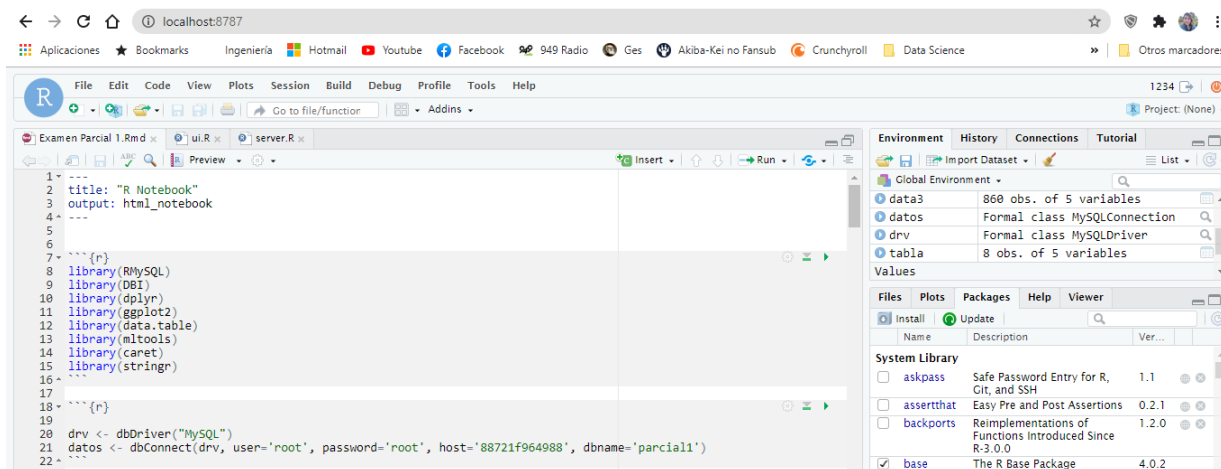 localhost:8787
Aplicaciones Bookmarks Ingeniería Hotmail Youtube Facebook 949 Radio Ges Akiba-Kei no Fansub Crunchyroll Data Science » Otros marcadores
File Edit Code View Plots Session Build Debug Profile Tools Help 1234
R
Go to file/function Addins Project: (None)
Examen Parcial 1.Rmd ui.R server.R
ABC Preview Insert Run
1 ---
2 title: "R Notebook"
3 output: html_notebook
4 ---
5
6
7 ```{r}
8 library(RMySQL)
9 library(DBI)
10 library(dplyr)
11 library(ggplot2)
12 library(data.table)
13 library(mltools)
14 library(caret)
15 library(stringr)
16 ```
17
18 ```{r}
19
20 drv <- dbDriver("MySQL")
21 datos <- dbConnect(drv, user='root', password='root', host='88721f964988', dbname='parcial1')
22 ```
Environment History Connections Tutorial
Import Dataset List
Global Environment
data3 860 obs. of 5 variables
datos Formal class MySQLConnection
drv Formal class MySQLDriver
tabla 8 obs. of 5 variables
Values
Files Plots Packages Help Viewer
Install Update
Name Description Ver...
System Library
askpass Safe Password Entry for R, 1.1
Git, and SSH
assertthat Easy Pre and Post Assertions 0.2.1
backports Reimplementations of 1.2.0
Functions Introduced Since
R-3.0.0
base The R Base Package 4.0.2